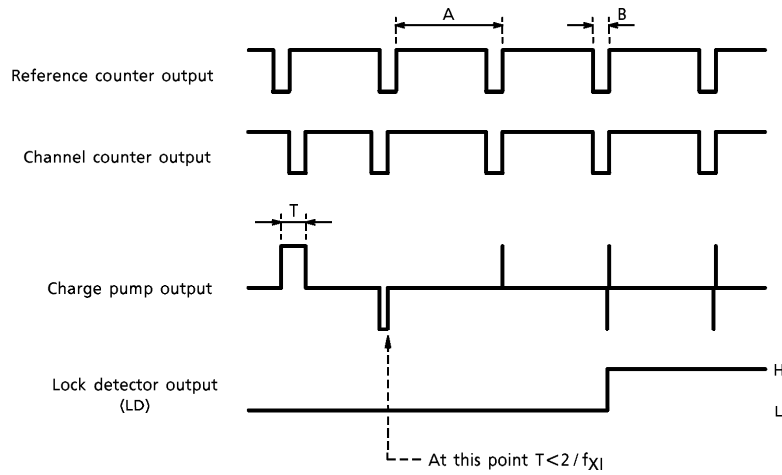 A
B
Reference counter output
Channel counter output
T
Charge pump output
H
Lock detector output
(LD)
L
At this point T<2/fXI